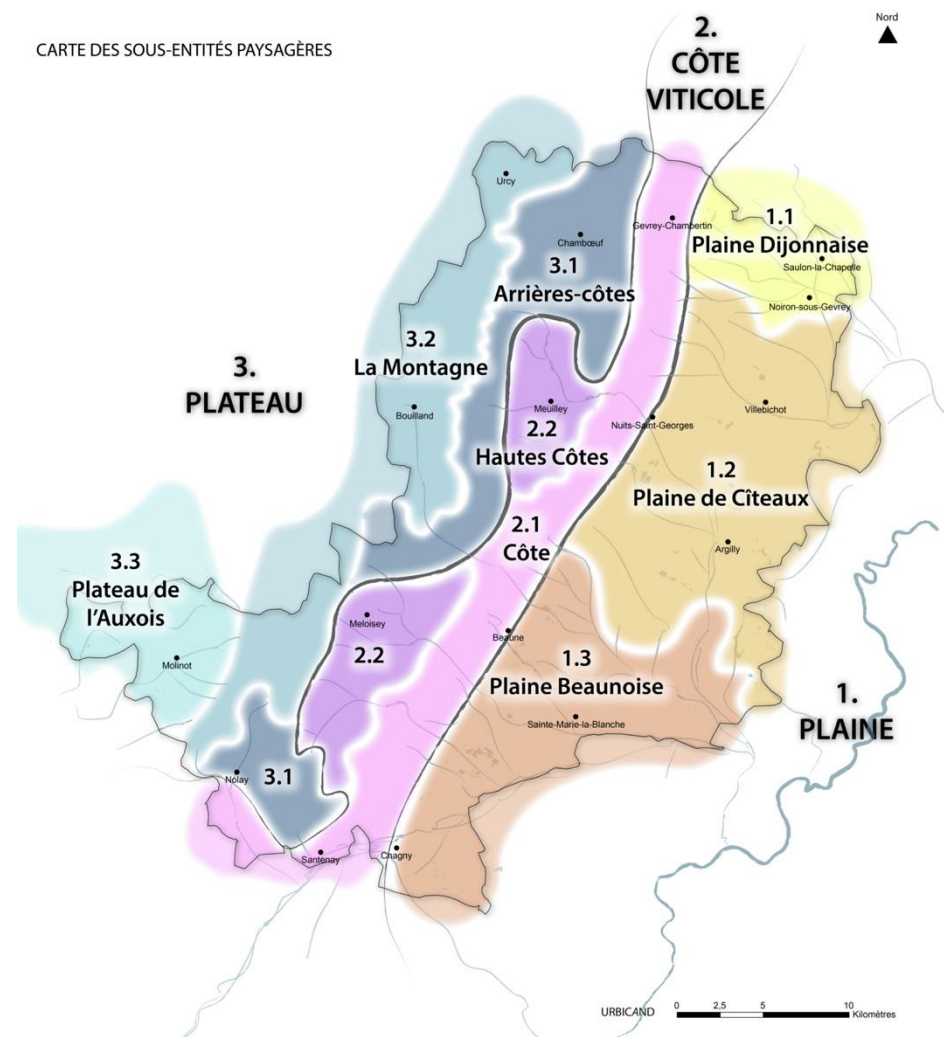 CARTE DES SOUS-ENTITÉS PAYSAGÈRES
Nord
2.
CÔTE
VITICOLE
Urcy
Gevrey-Chambertin
1.1
Plaine Dijonnaise
Chambœuf
Saulon-la-Chapelle
3.1
Arrières-côtes
Noiron-sous-Gevrey
3.2
La Montagne
3.
PLATEAU
Bouilland
Meuilley
Villebichot
2.2
Hautes Côtes
Nuits-Saint-Georges
1.2
Plaine de Cîteaux
2.1
Côte
Argilly
3.3
Plateau de
l'Auxois
Meloisey
Beaune
Molinot
2.2
1.3
Plaine Beaunoise
1.
PLAINE
Sainte-Marie-la-Blanche
Nolay
3.1
Santenay
Chagny
URBICAND
0 2,5 5 10
Kilomètres